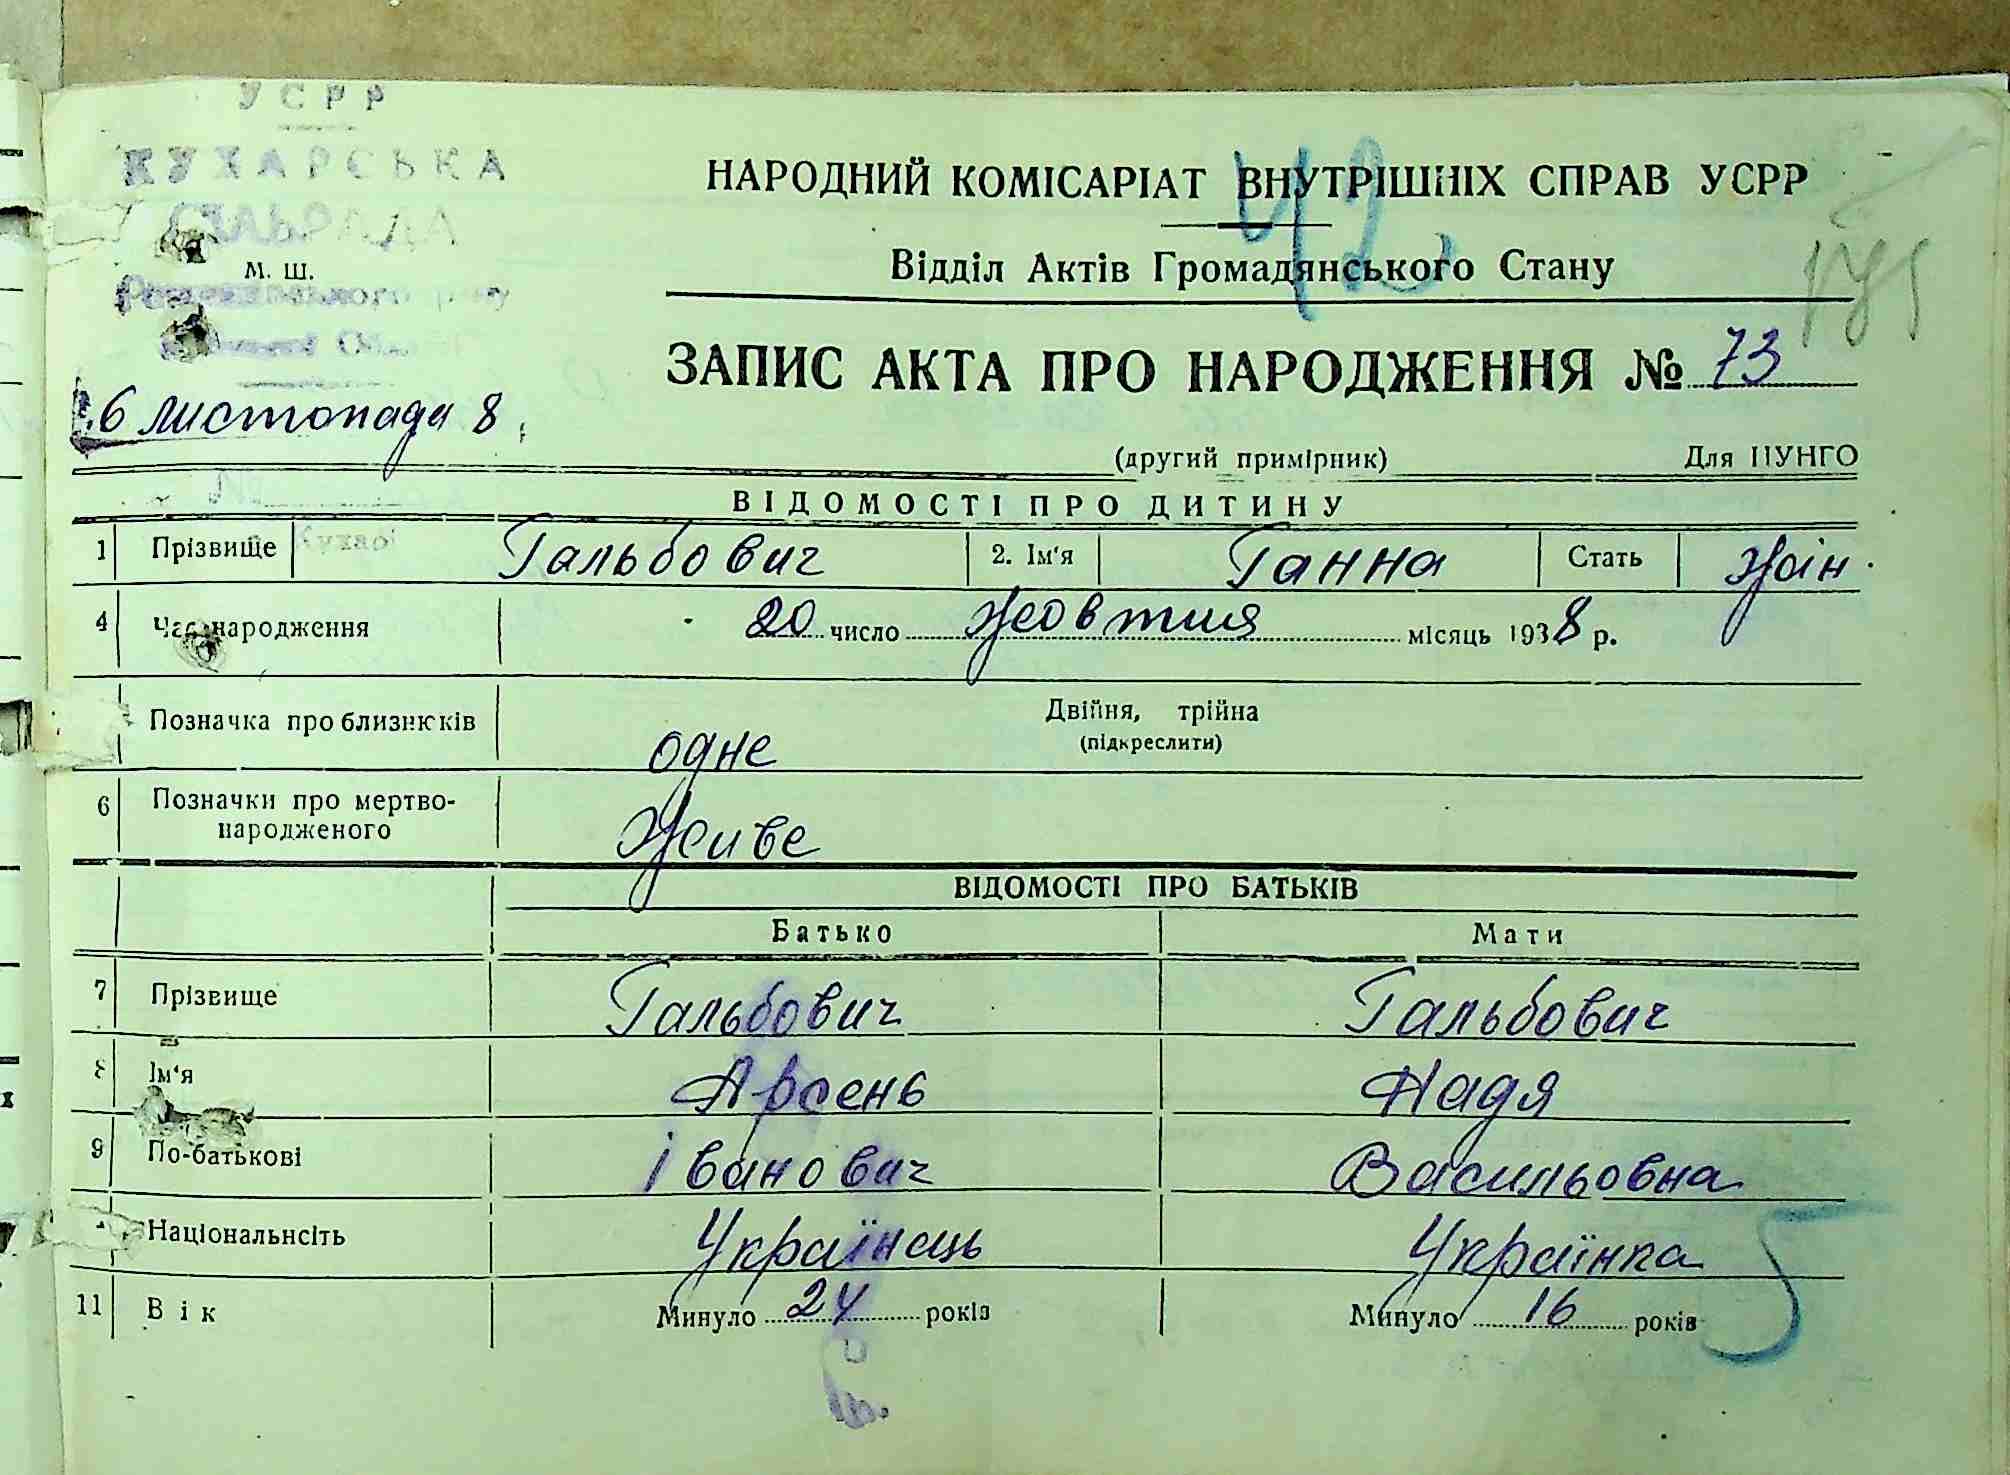 УСРР
КУХАРСЬКА
СІЛЬРАДА
М. Ш.
42
175
НАРОДНИЙ КОМІСАРІАТ ВНУТРІШНІХ СПРАВ УСРР
Відділ Актів Громадянського Стану
ЗАПИС АКТА ПРО НАРОДЖЕННЯ № 73
6 листопада 8
(другий примірник) Для ЦУНГО
ВІДОМОСТІ ПРО ДИТИНУ
1 Прізвище Гальбович 2. Ім'я Ганна Стать жін.
4 Час народження 20 число жовтня місяць 1938 р.
Позначка про близнюків одне Двійня, трійна
(підкреслити)
6 Позначки про мертво-
народженого Живе
ВІДОМОСТІ ПРО БАТЬКІВ
Батько Мати
7 Прізвище Гальбович Гальбович
8 Ім'я Арсень Надя
9 По-батькові Іванович Васильовна
Національнсіть Українець Українка
11 Вік Минуло 24 років Минуло 16 років
5